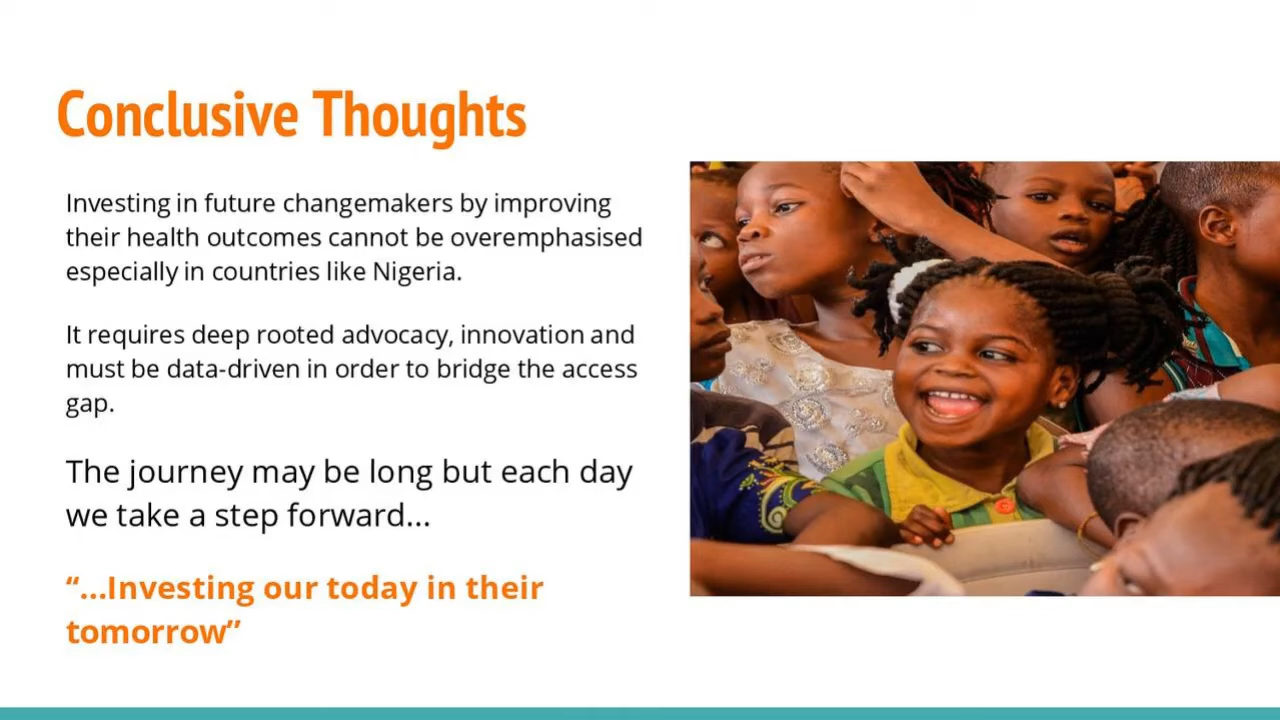 Conclusive Thoughts
Investing in future changemakers by improving
their health outcomes cannot be overemphasised
especially in countries like Nigeria.
It requires deep rooted advocacy, innovation and
must be data-driven in order to bridge the access
gap.
The journey may be long but each day
we take a step forward...
“...Investing our today in their
tomorrow”